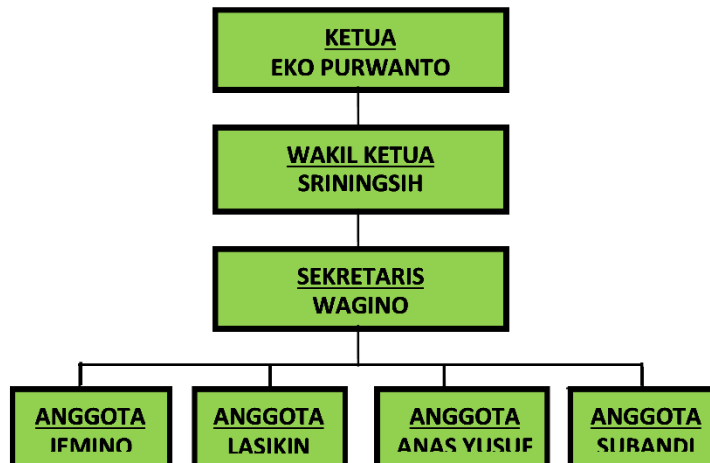 KETUA
EKO PURWANTO
WAKIL KETUA
SRININGSIH
SEKRETARIS
WAGINO
ANGGOTA
ANGGOTA
LASIKIN
ANGGOTA
ANAS YUSUF
ANGGOTA
SUBANDI